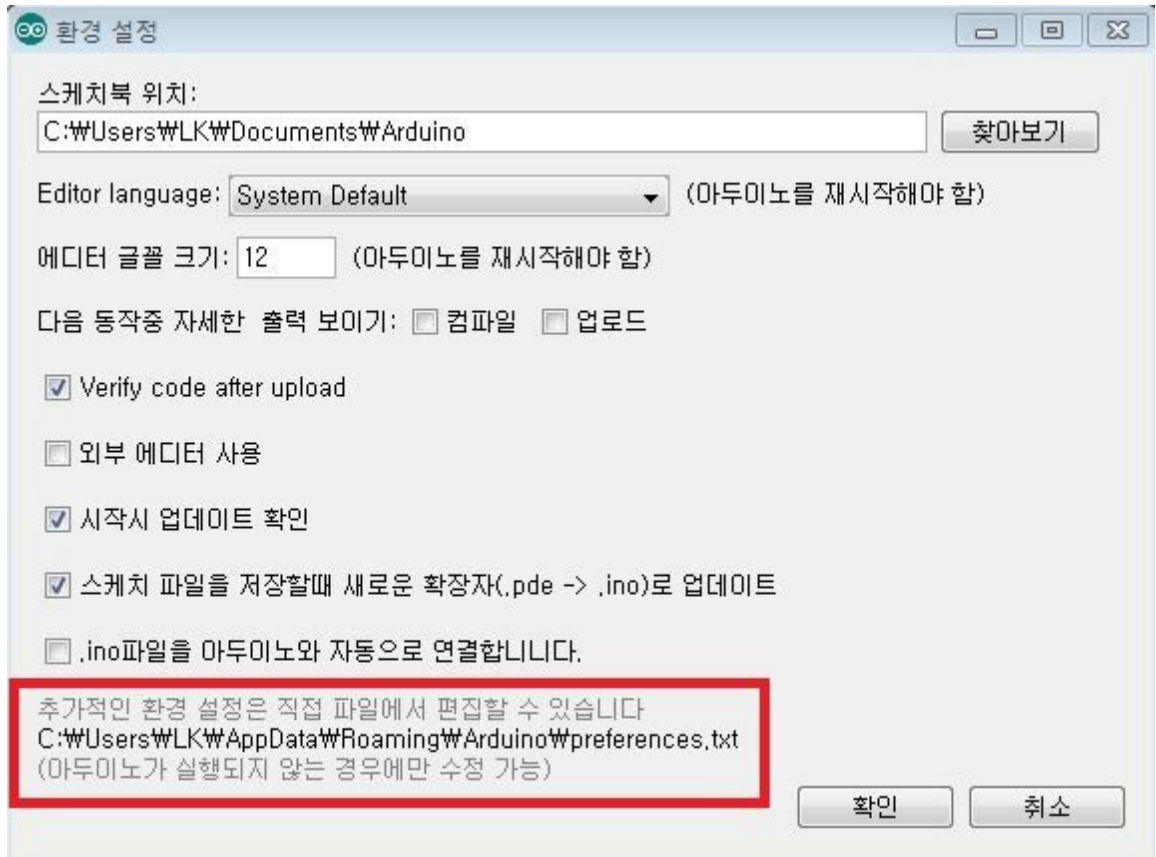 환경 설정
스케치북 위치:
C:₩Users₩LK₩Documents₩Arduino 찾아보기
Editor language: System Default (아두이노를 재시작해야 함)
에디터 글꼴 크기: 12 (아두이노를 재시작해야 함)
다음 동작중 자세한 출력 보이기: 컴파일 업로드
Verify code after upload
외부 에디터 사용
시작시 업데이트 확인
스케치 파일을 저장할때 새로운 확장자(.pde -> .ino)로 업데이트
.ino파일을 아두이노와 자동으로 연결합니니다.
추가적인 환경 설정은 직접 파일에서 편집할 수 있습니다
C:₩Users₩LK₩AppData₩Roaming₩Arduino₩preferences.txt
(아두이노가 실행되지 않는 경우에만 수정 가능)
확인 취소